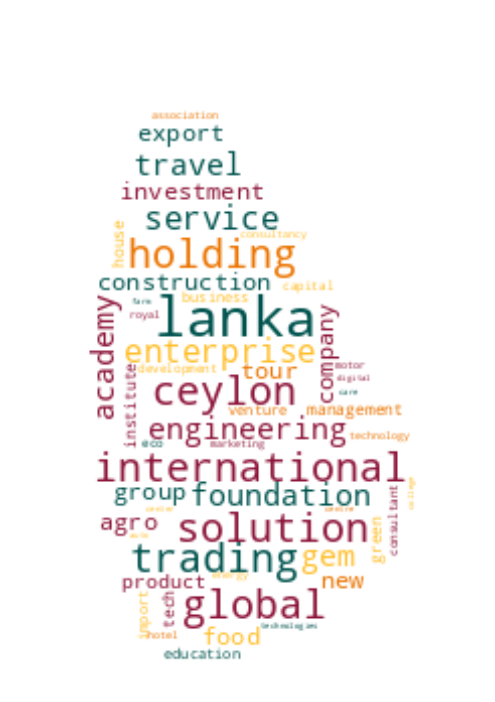 association
export
travel
investment
service
house
consultancy
holding
construction
capital
business
farm
lanka
royal
academy
company
enterprise
development
tour
motor
digital
institute
ceylon
care
venture
management
engineering
technology
eco
marketing
international
group
foundation
consultant
college
centre
agro
solution
green
trading
gem
energy
product
new
import
tech
global
technologies
hotel
food
education